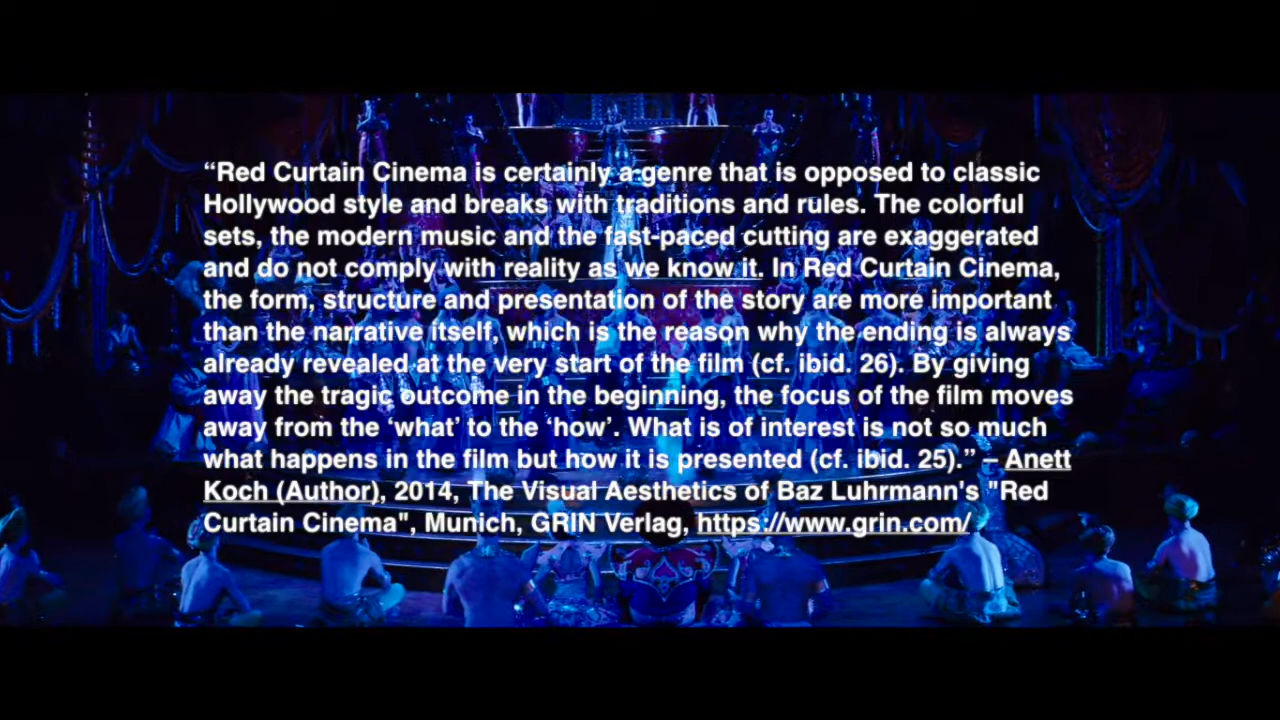 “Red Curtain Cinema is certainly a genre that is opposed to classic
Hollywood style and breaks with traditions and rules. The colorful
sets, the modern music and the fast-paced cutting are exaggerated
and do not comply with reality as we know it. In Red Curtain Cinema,
the form, structure and presentation of the story are more important
than the narrative itself, which is the reason why the ending is always
already revealed at the very start of the film (cf. ibid. 26). By giving
away the tragic outcome in the beginning, the focus of the film moves
away from the ‘what’ to the ‘how’. What is of interest is not so much
what happens in the film but how it is presented (cf. ibid. 25).” – Anett
Koch (Author), 2014, The Visual Aesthetics of Baz Luhrmann's "Red
Curtain Cinema", Munich, GRIN Verlag, https://www.grin.com/